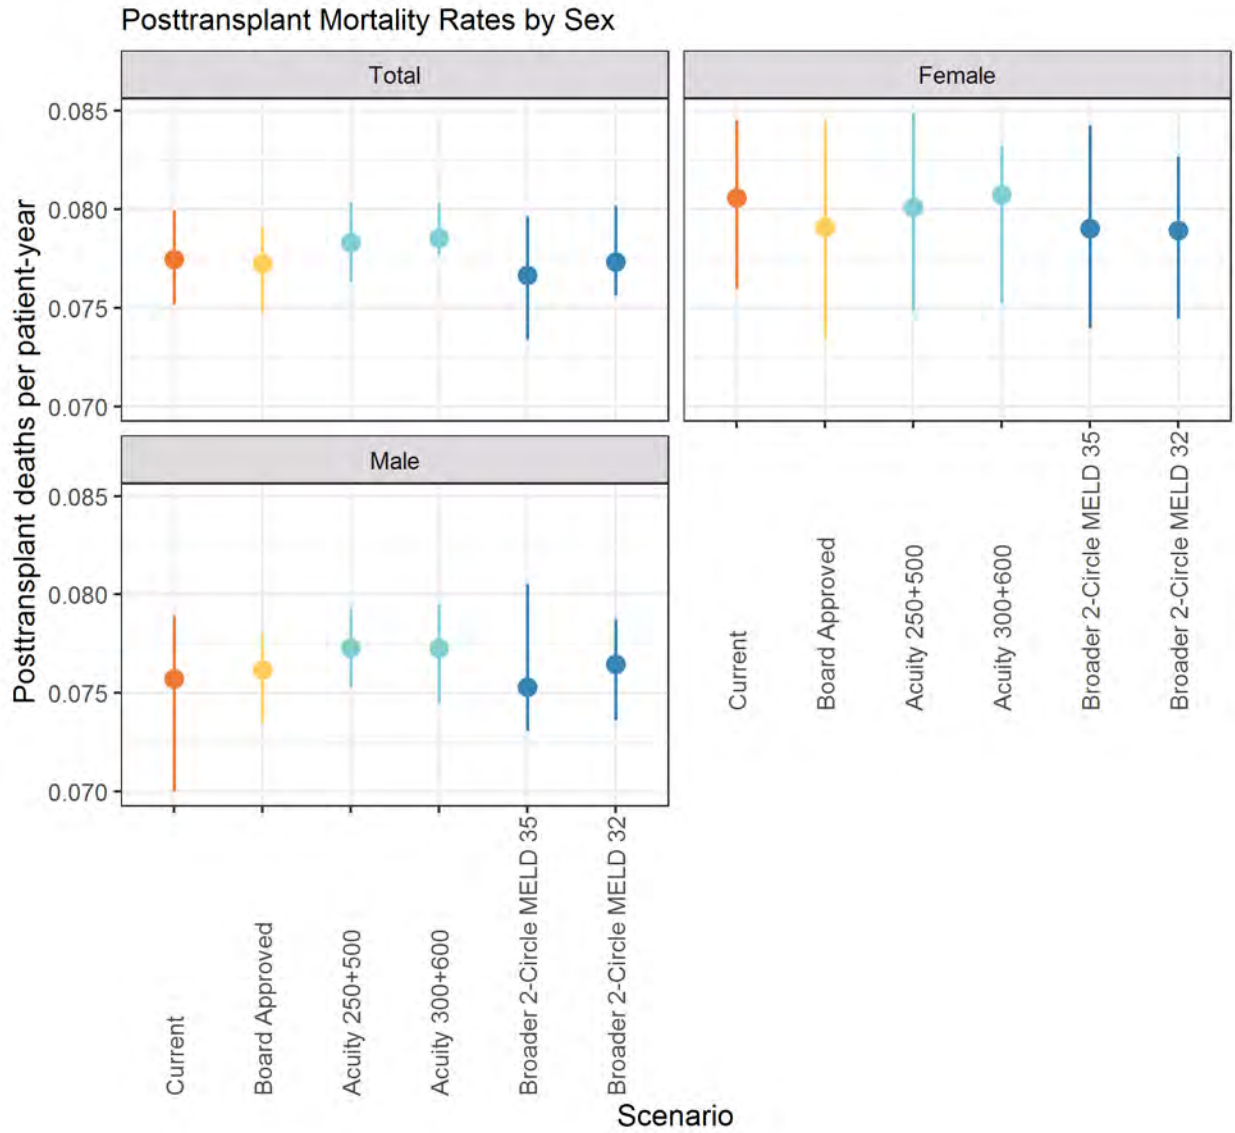 Posttransplant Mortality Rates by Sex
Total
Female
0.085
0.080
0.075
0.070
Posttransplant deaths per patient-year
Male
0.085
0.080
0.075
0.070
Current
Board Approved
Acuity 250+500
Acuity 300+600
Broader 2-Circle MELD 35
Broader 2-Circle MELD 32
Current
Board Approved
Acuity 250+500
Acuity 300+600
Broader 2-Circle MELD 35
Broader 2-Circle MELD 32
Scenario